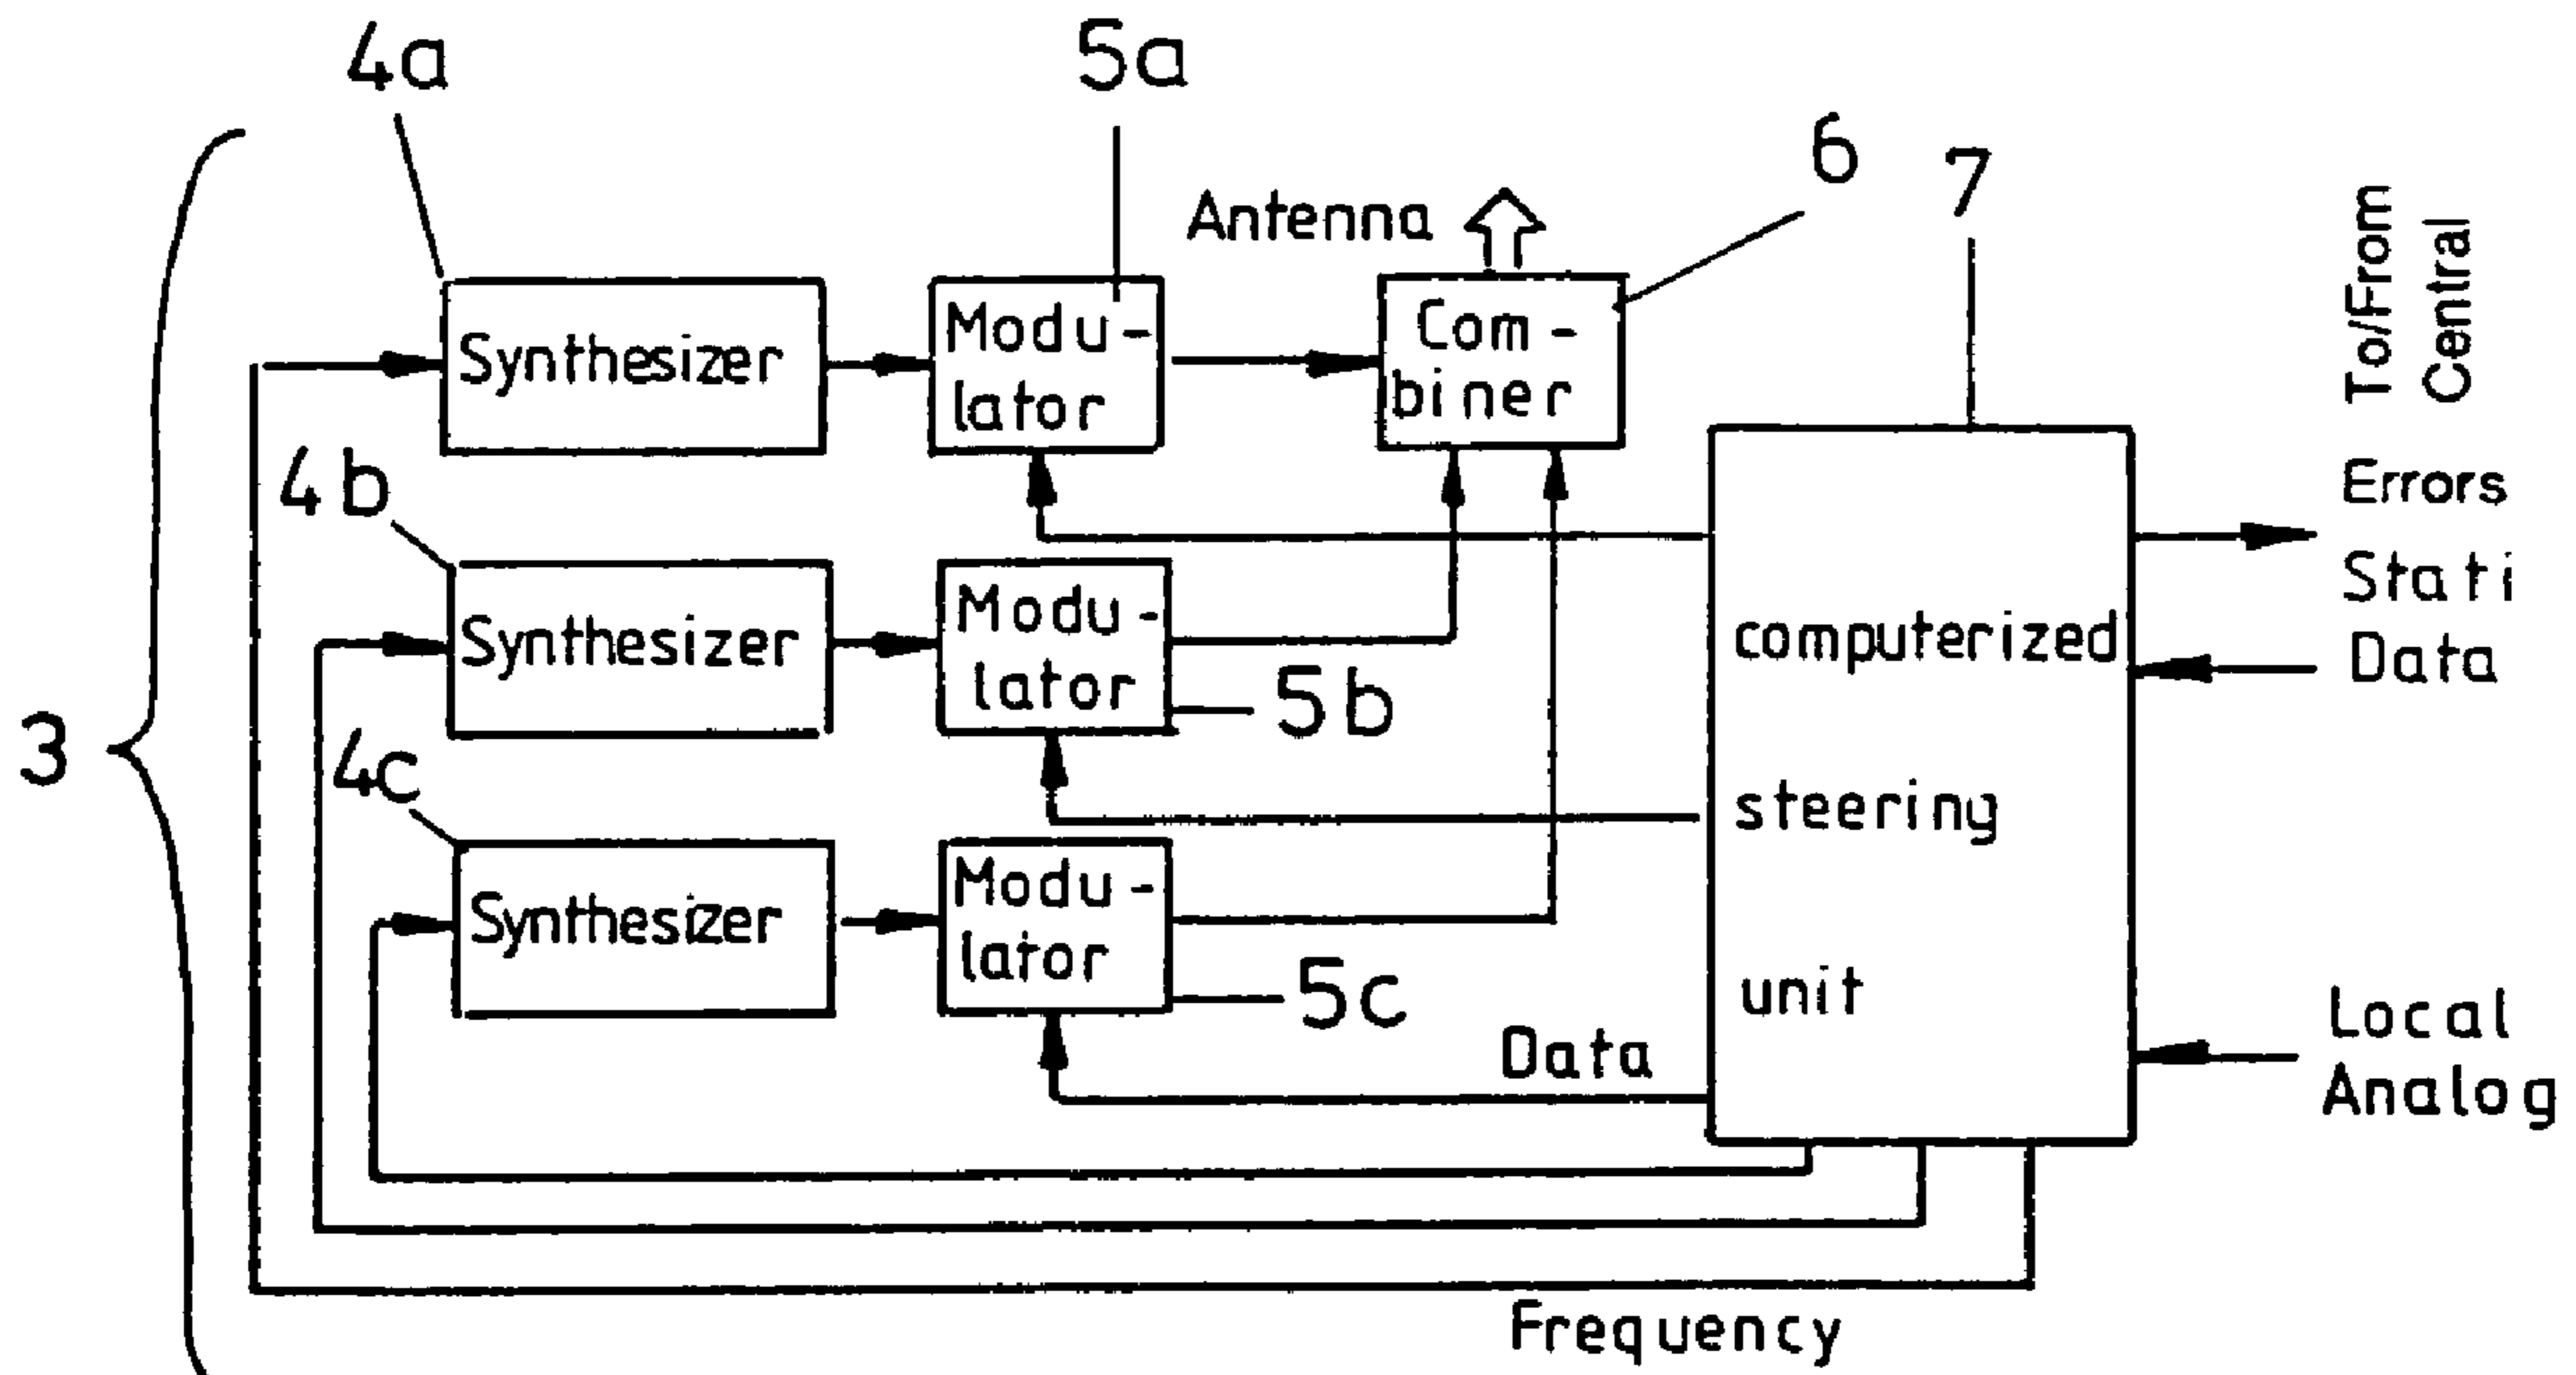 4a
5a
6
7
Antenna
To/From
Central
Synthesizer
Modu-
lator
Com-
biner
4b
Errors
Stati
Data
Synthesizer
Modu-
lator
5b
computerized
steering
unit
3
4c
Synthesizer
Modu-
lator
5c
Data
Local
Analog
Frequency